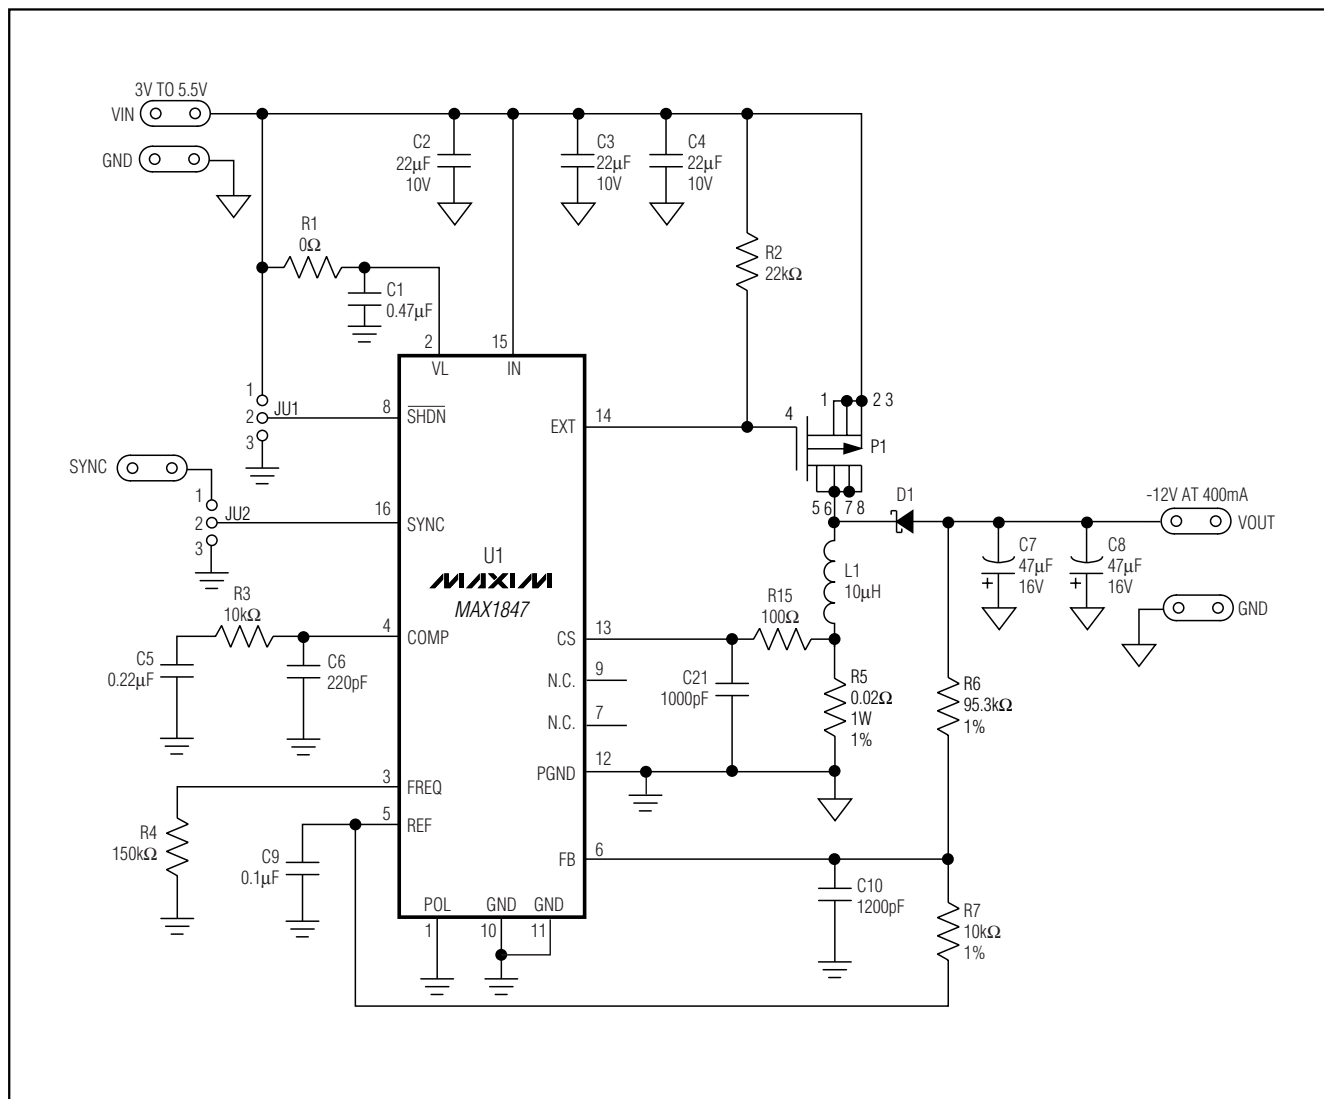 3V TO 5.5V
VIN
GND
C2
22µF
10V
C3
22µF
10V
C4
22µF
10V
R1
0Ω
R2
22kΩ
C1
0.47µF
2
15
VL
IN
1
2
3
JU1
8
SHDN
EXT
14
4
1
2 3
P1
SYNC
1
2
3
JU2
16
SYNC
5
6
7
8
D1
-12V AT 400mA
VOUT
U1
MAXIM
MAX1847
C7
47µF
16V
+
C8
47µF
16V
+
L1
10µH
GND
R3
10kΩ
R15
100Ω
4
COMP
CS
13
C5
0.22µF
C6
220pF
N.C.
9
C21
1000pF
R5
0.02Ω
1W
1%
R6
95.3kΩ
1%
N.C.
7
3
FREQ
PGND
12
R4
150kΩ
5
REF
C9
0.1µF
FB
6
C10
1200pF
R7
10kΩ
1%
POL
GND
GND
1
10
11